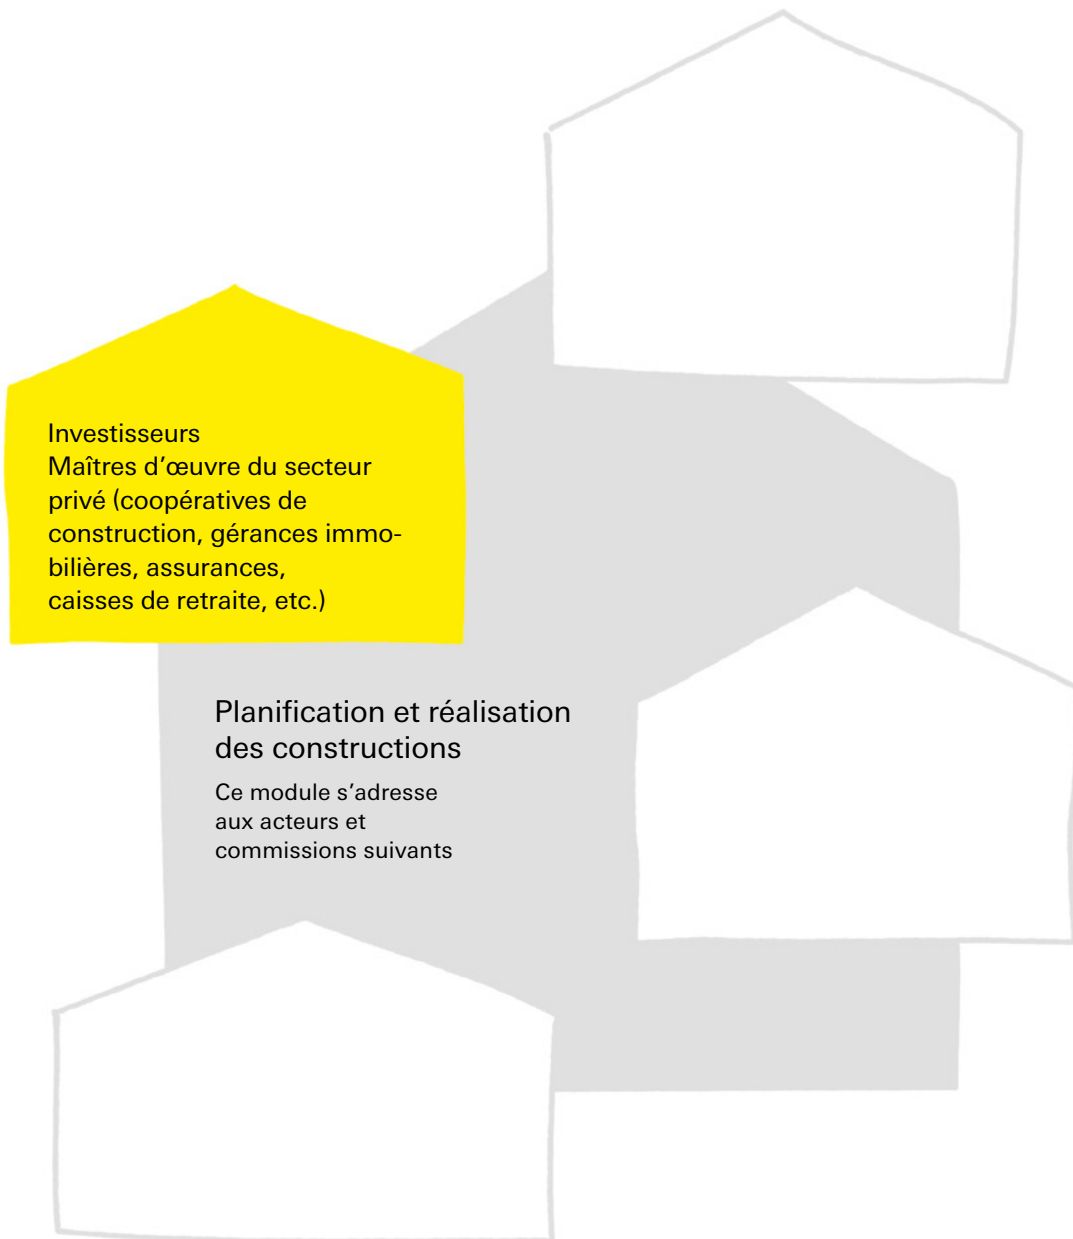 Investisseurs
Maîtres d’œuvre du secteur
privé (coopératives de
construction, gérances immo-
bilières, assurances,
caisses de retraite, etc.)
Planification et réalisation
des constructions
Ce module s’adresse
aux acteurs et
commissions suivants